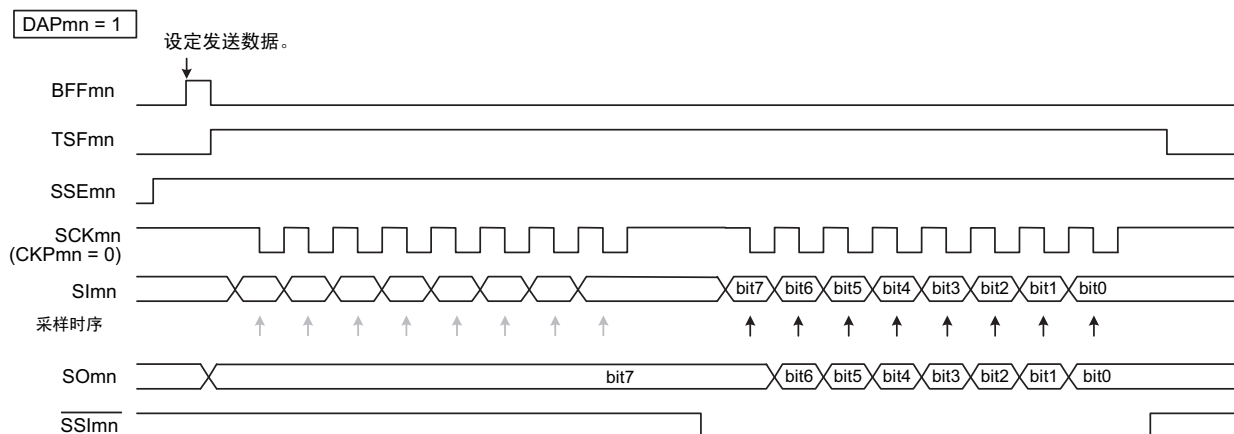 DAPmn = 1
设定发送数据。
BFFmn
TSFmn
SSEmn
SCKmn
(CKPmn = 0)
SImn
bit7 bit6 bit5 bit4 bit3 bit2 bit1 bit0
采样时序
SOmn
bit7 bit6 bit5 bit4 bit3 bit2 bit1 bit0
SSImn